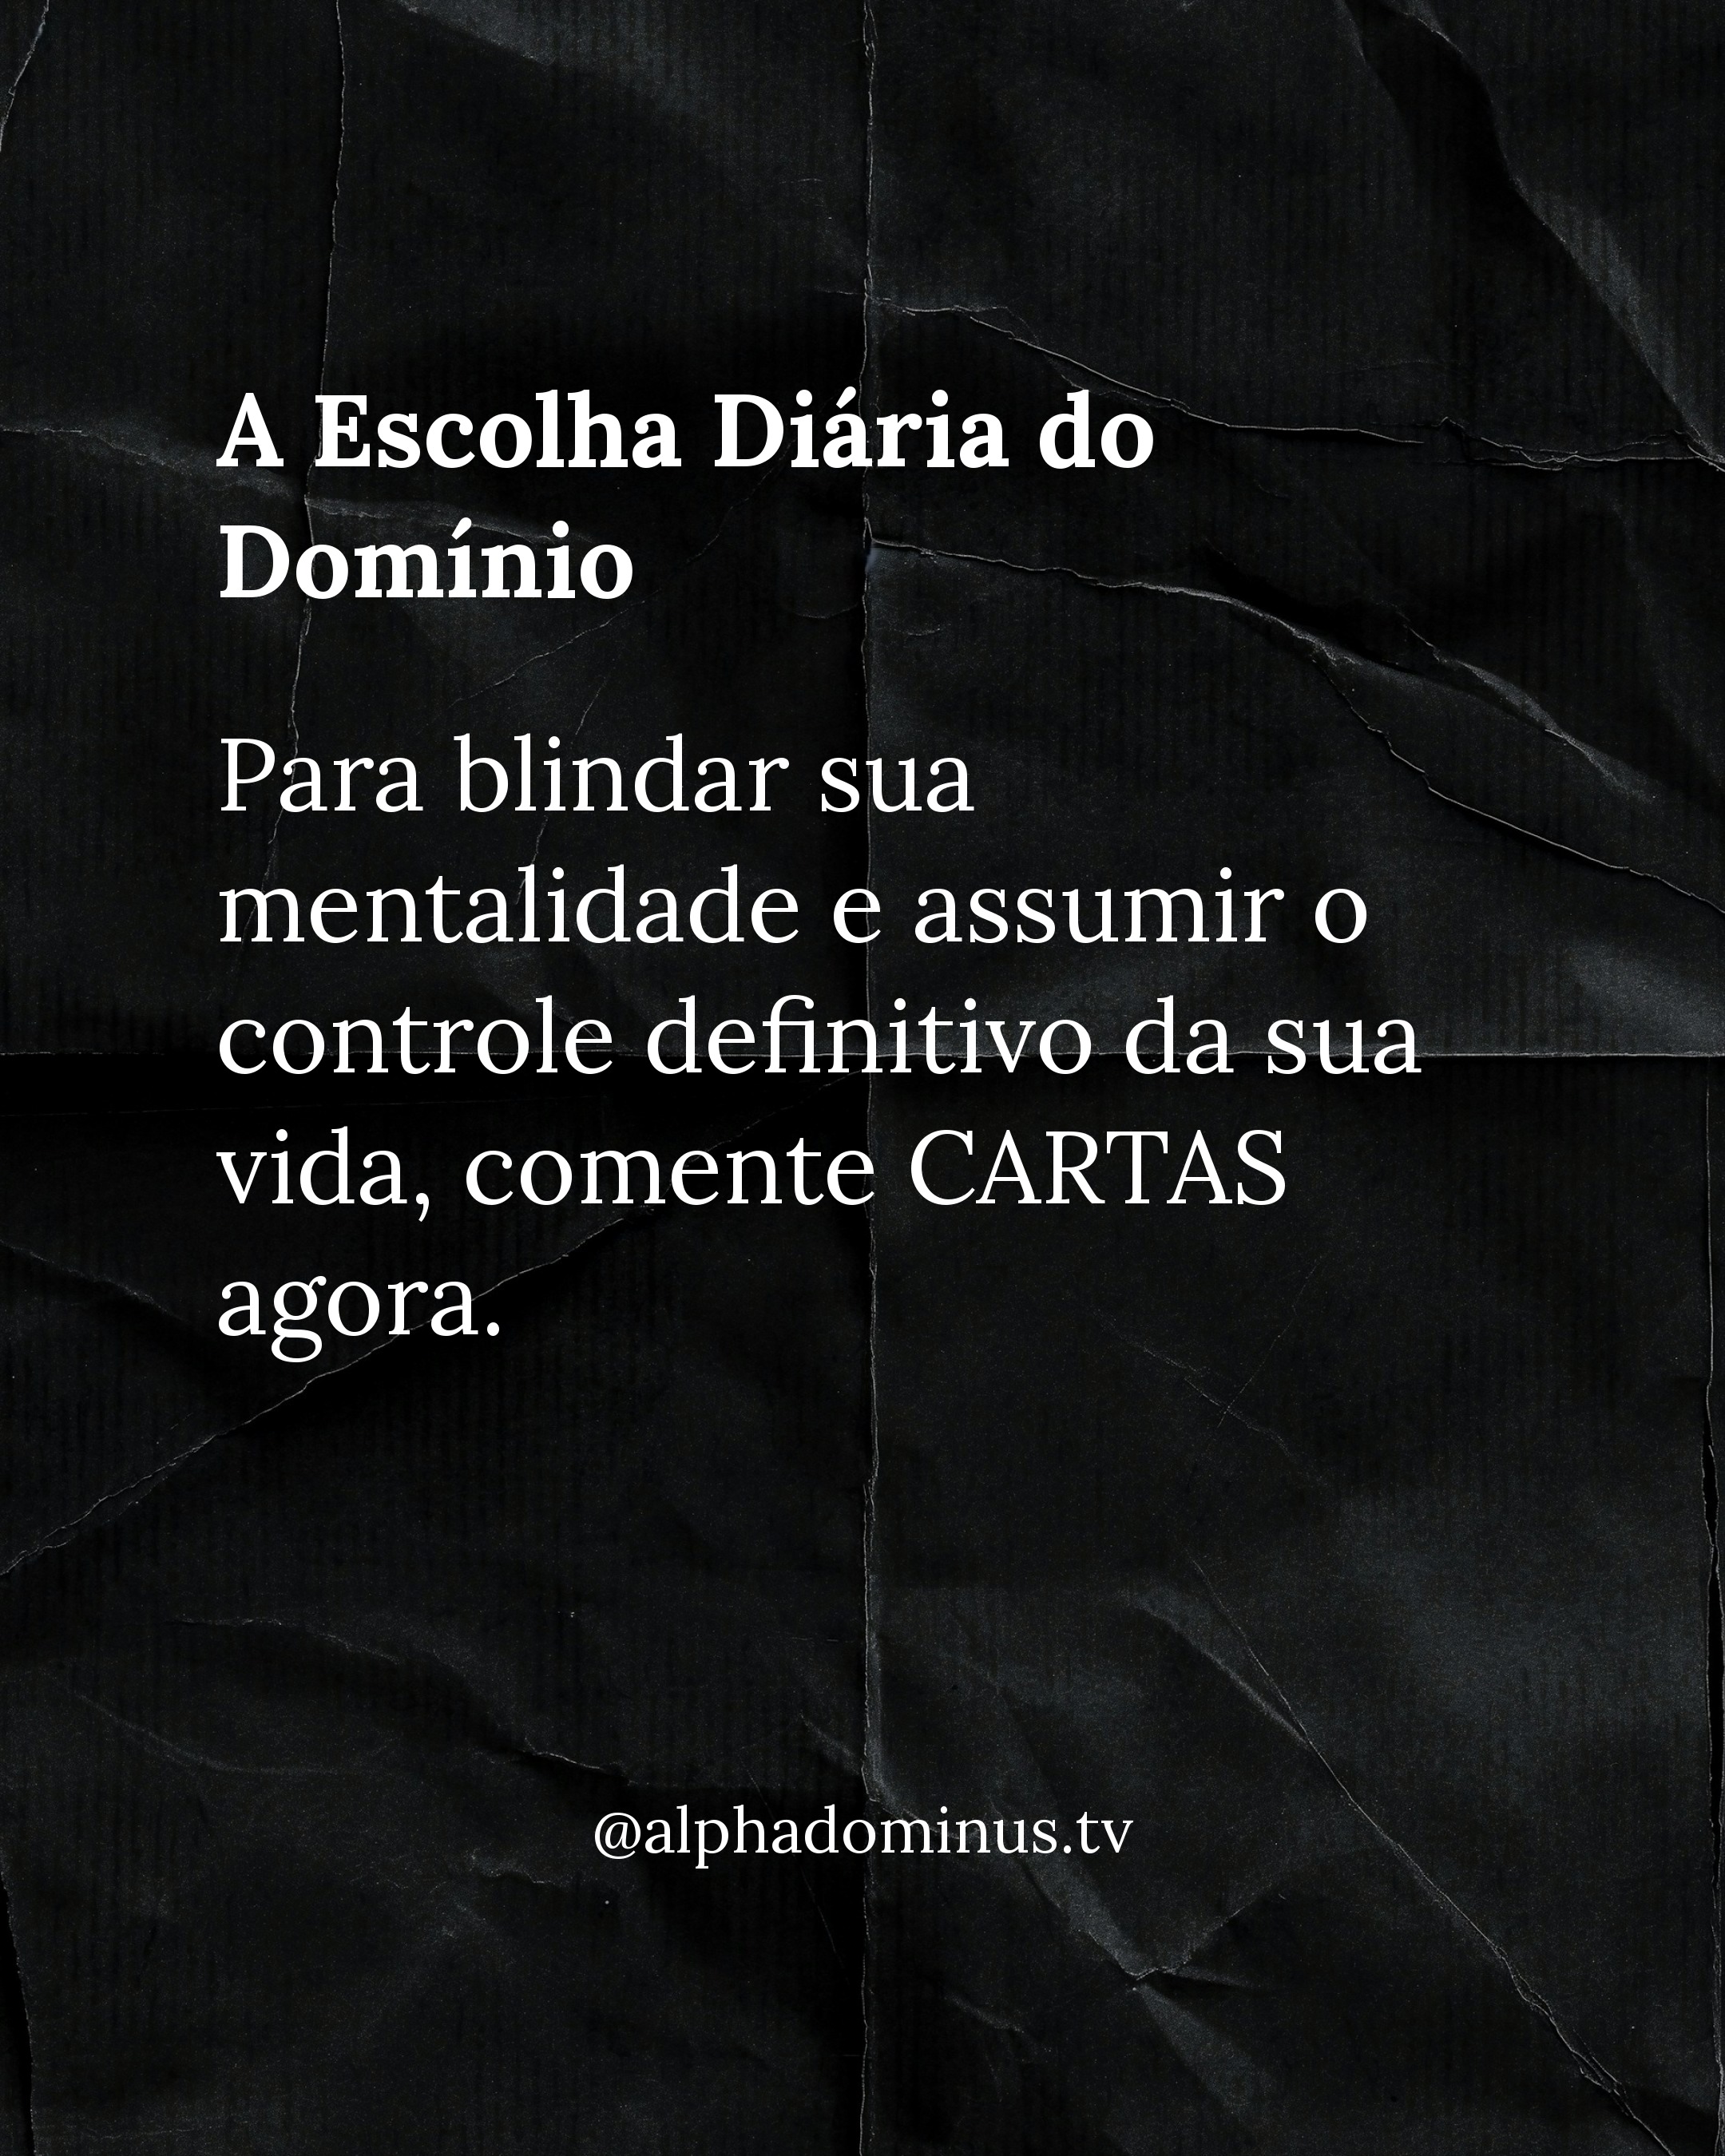 A Escolha Diária do
Domínio
Para blindar sua
mentalidade e assumir o
controle definitivo da sua
vida, comente CARTAS
agora.
@alphadominus.tv